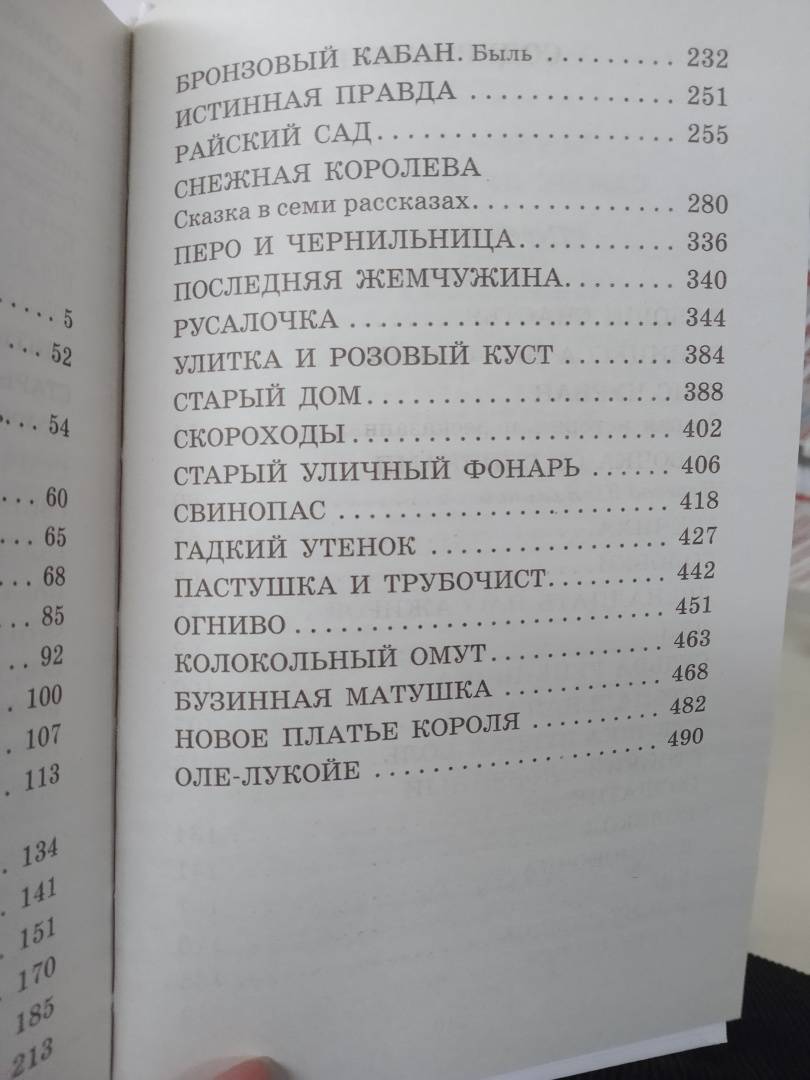 5
52
54
60
65
68
85
92
100
107
113
134
141
151
170
185
213
БРОНЗОВЫЙ КАБАН. Быль . . . . . . . . . 232
ИСТИННАЯ ПРАВДА . . . . . . . . . . . . . . 251
РАЙСКИЙ САД. . . . . . . . . . . . . . . . . . . . 255
СНЕЖНАЯ КОРОЛЕВА
Сказка в семи рассказах. . . . . . . . . . . . . . 280
ПЕРО И ЧЕРНИЛЬНИЦА. . . . . . . . . . . 336
ПОСЛЕДНЯЯ ЖЕМЧУЖИНА. . . . . . . . 340
РУСАЛОЧКА . . . . . . . . . . . . . . . . . . . . . . 344
УЛИТКА И РОЗОВЫЙ КУСТ . . . . . . . . 384
СТАРЫЙ ДОМ. . . . . . . . . . . . . . . . . . . . . 388
СКОРОХОДЫ. . . . . . . . . . . . . . . . . . . . . . 402
СТАРЫЙ УЛИЧНЫЙ ФОНАРЬ . . . . . . 406
СВИНОПАС . . . . . . . . . . . . . . . . . . . . . . 418
ГАДКИЙ УТЕНОК . . . . . . . . . . . . . . . . 427
ПАСТУШКА И ТРУБОЧИСТ. . . . . . . . . 442
ОГНИВО . . . . . . . . . . . . . . . . . . . . . . . . . 451
КОЛОКОЛЬНЫЙ ОМУТ. . . . . . . . . . . . . 463
БУЗИННАЯ МАТУШКА . . . . . . . . . . . . 468
НОВОЕ ПЛАТЬЕ КОРОЛЯ . . . . . . . . . . 482
ОЛЕ-ЛУКОЙЕ . . . . . . . . . . . . . . . . . . . . 490